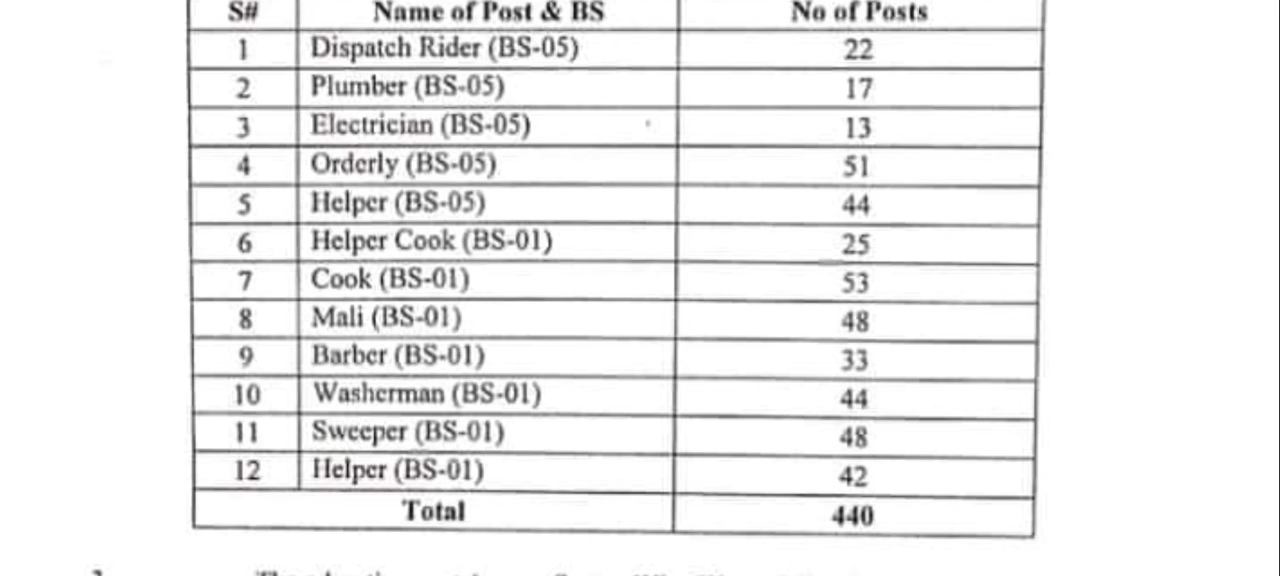 S# Name of Post & BS No of Posts
1 Dispatch Rider (BS-05) 22
2 Plumber (BS-05) 17
3 Electrician (BS-05) 13
4 Orderly (BS-05) 51
5 Helper (BS-05) 44
6 Helper Cook (BS-01) 25
7 Cook (BS-01) 53
8 Mali (BS-01) 48
9 Barber (BS-01) 33
10 Washerman (BS-01) 44
11 Sweeper (BS-01) 48
12 Helper (BS-01) 42
Total 440